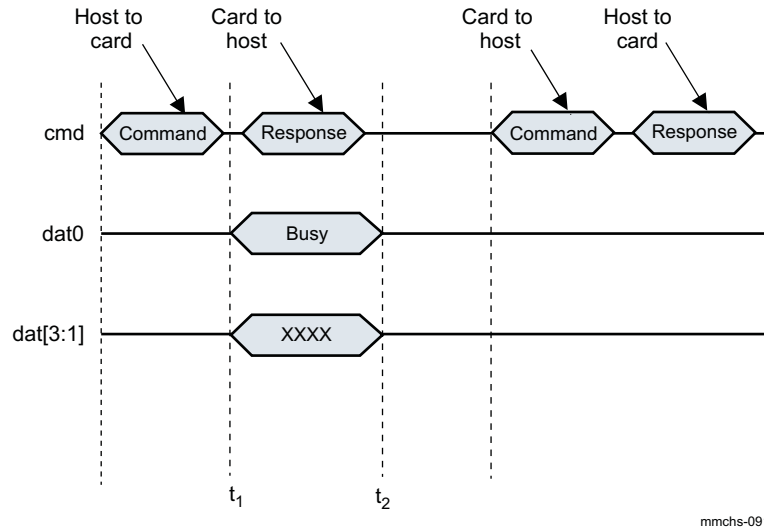 Host to
card
Card to
host
Card to
host
Host to
card
cmd
Command
Response
Command
Response
dat0
Busy
dat[3:1]
XXXX
t1
t2
mmchs-09